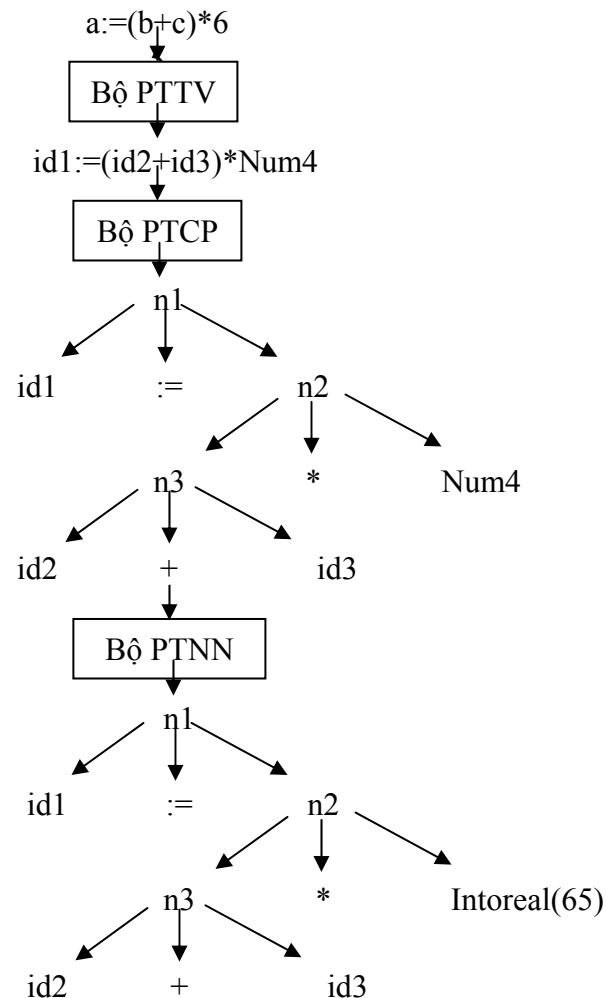 a:=(b+c)*6
Bộ PTTV
id1:=(id2+id3)*Num4
Bộ PTCP
n1
id1 := n2
n3 * Num4
id2 + id3
Bộ PTNN
n1
id1 := n2
n3 * Intoreal(65)
id2 + id3